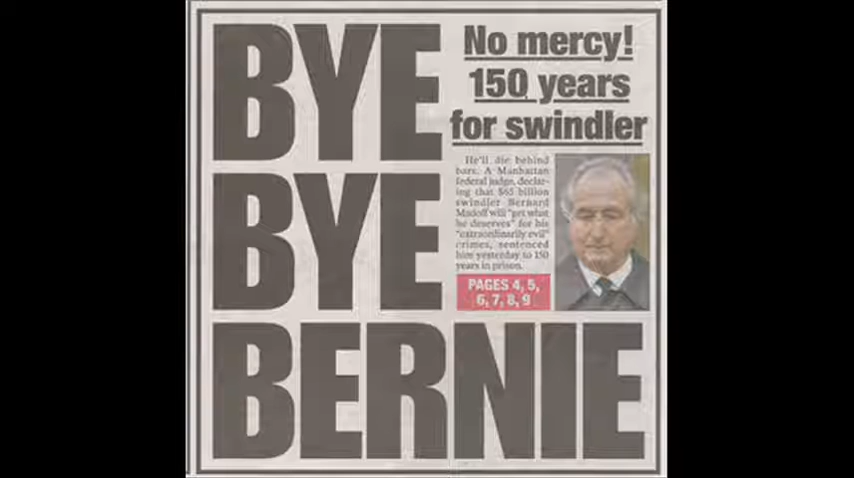 BYE
BYE
BERNIE
No mercy!
150 years
for swindler
He'll die behind
bars. A Manhattan
federal judge, declar-
ing that $65 billion
swindler Bernard
Madoff will "get what
he deserves" for his
"extraordinarily evil"
crimes, sentenced
him yesterday to 150
years in prison.
PAGES 4, 5,
6, 7, 8, 9